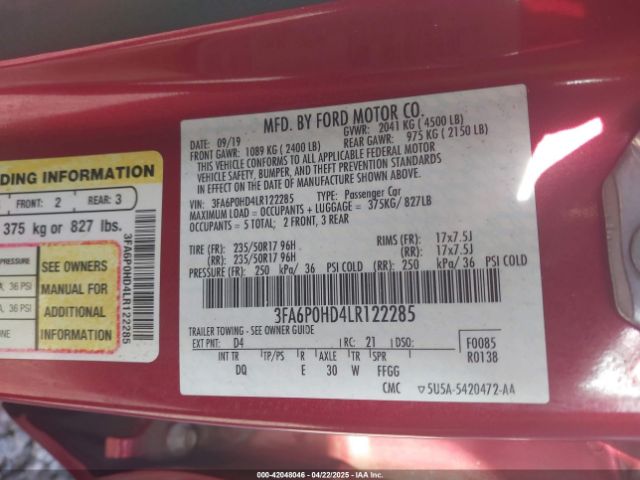 MFD. BY FORD MOTOR CO.
DATE: 09/19 GVWR: 2041 KG (4500 LB)
FRONT GAWR: 1089 KG (2400 LB) REAR GAWR: 975 KG (2150 LB)
THIS VEHICLE CONFORMS TO ALL APPLICABLE FEDERAL MOTOR
VEHICLE SAFETY, BUMPER, AND THEFT PREVENTION STANDARDS
IN EFFECT ON THE DATE OF MANUFACTURE SHOWN ABOVE.
VIN: 3FA6P0HD4LR122285 TYPE: Passenger Car
MAXIMUM LOAD = OCCUPANTS + LUGGAGE = 375KG/ 827LB
OCCUPANTS = 5 TOTAL; 2 FRONT, 3 REAR
TIRE (FR): 235/50R17 96H RIMS (FR): 17x7.5J
(RR): 235/50R17 96H (RR): 17x7.5J
PRESSURE (FR): 250 kPa/ 36 PSI COLD (RR): 250 kPa/ 36 PSI COLD
3FA6P0HD4LR122285
TRAILER TOWING - SEE OWNER GUIDE
EXT PNT: D4 RC: 21 DSO: F0085
R0138
INT TR TP/PS R AXLE TR SPR
DQ E 30 W FFGG
CMC 5U5A-5420472-AA
DING INFORMATION
FRONT: 2 REAR: 3
375 kg or 827 lbs.
PRESSURE
A, 36 PSI
A, 36 PSI
ONE
SEE OWNERS
MANUAL FOR
ADDITIONAL
INFORMATION
3FA6P0HD4LR122285
000-42048046 - 04/22/2025 - IAAI, Inc.